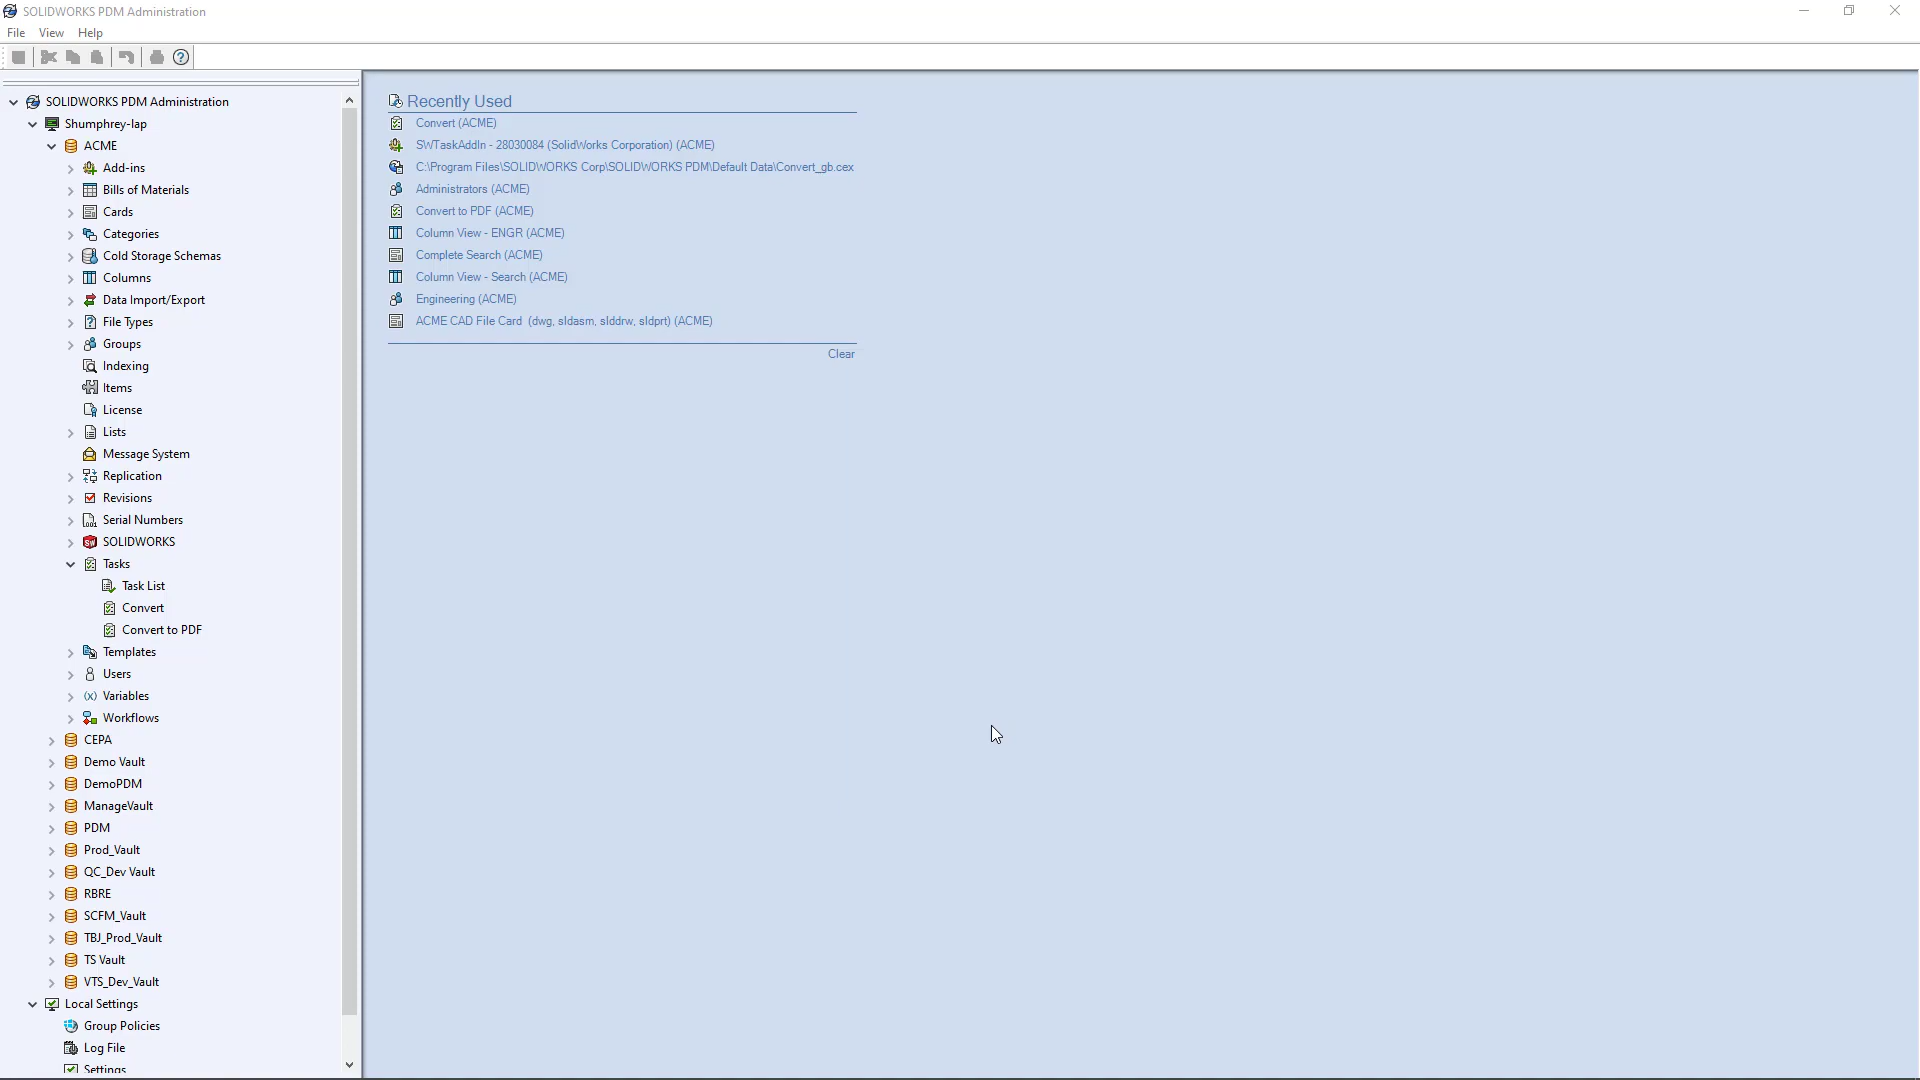 SOLIDWORKS PDM Administration
File View Help
SOLIDWORKS PDM Administration
Shumphrey-lap
ACME
Add-ins
Bills of Materials
Cards
Categories
Cold Storage Schemas
Columns
Data Import/Export
File Types
Groups
Indexing
Items
License
Lists
Message System
Replication
Revisions
Serial Numbers
SOLIDWORKS
Tasks
Task List
Convert
Convert to PDF
Templates
Users
Variables
Workflows
CEPA
Demo Vault
DemoPDM
ManageVault
PDM
Prod_Vault
QC_Dev Vault
RBRE
SCFM_Vault
TBJ_Prod_Vault
TS Vault
VTS_Dev_Vault
Local Settings
Group Policies
Log File
Settings
Recently Used
Convert (ACME)
SWTaskAddIn - 28030084 (SolidWorks Corporation) (ACME)
C:\Program Files\SOLIDWORKS Corp\SOLIDWORKS PDM\Default Data\Convert_gb.cex
Administrators (ACME)
Convert to PDF (ACME)
Column View - ENGR (ACME)
Complete Search (ACME)
Column View - Search (ACME)
Engineering (ACME)
ACME CAD File Card (dwg, sldasm, slddrw, sldprt) (ACME)
Clear